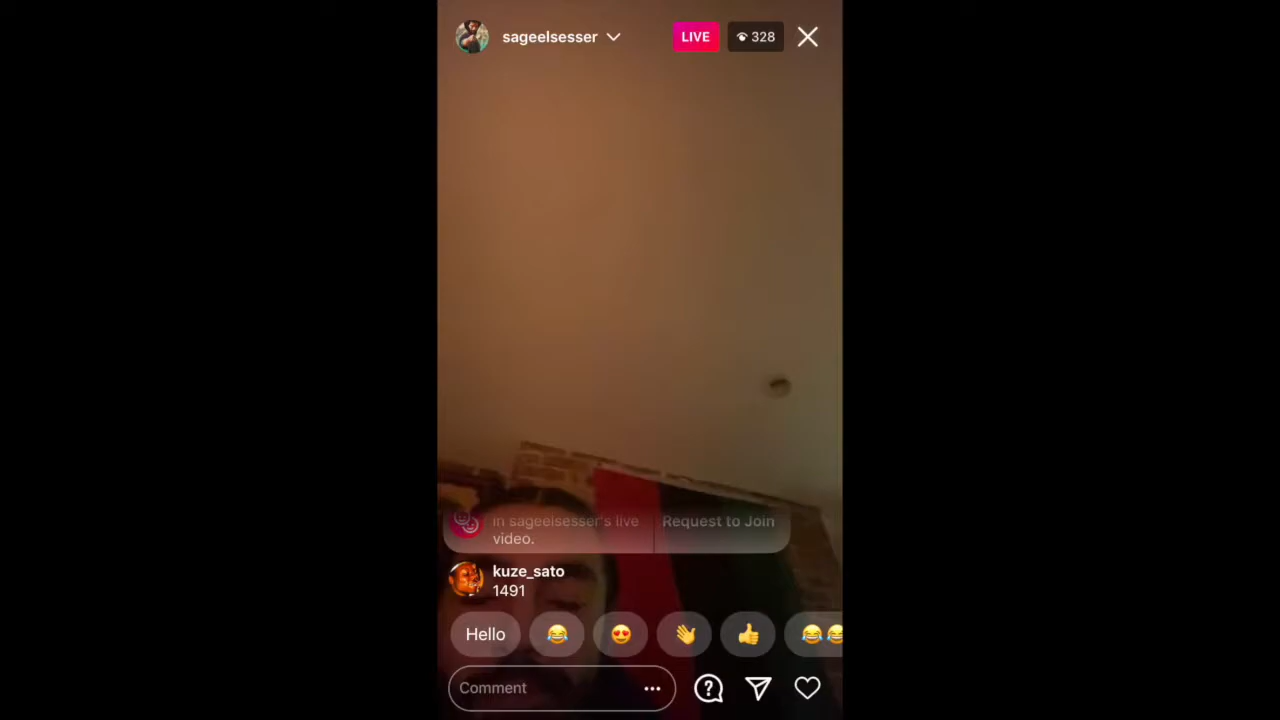 sageelsesser
LIVE
328
in sageelsesser's live
video.
Request to Join
kuze_sato
1491
Hello
Comment